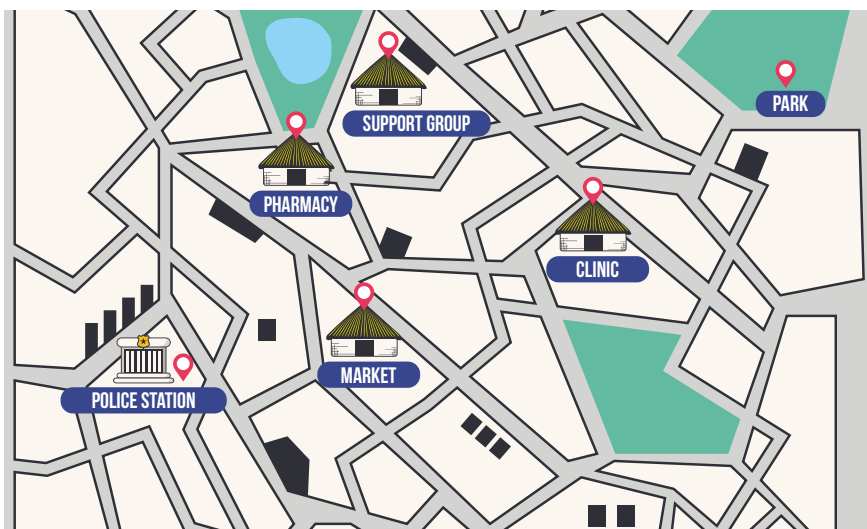 PARK
SUPPORT GROUP
PHARMACY
CLINIC
MARKET
POLICE STATION